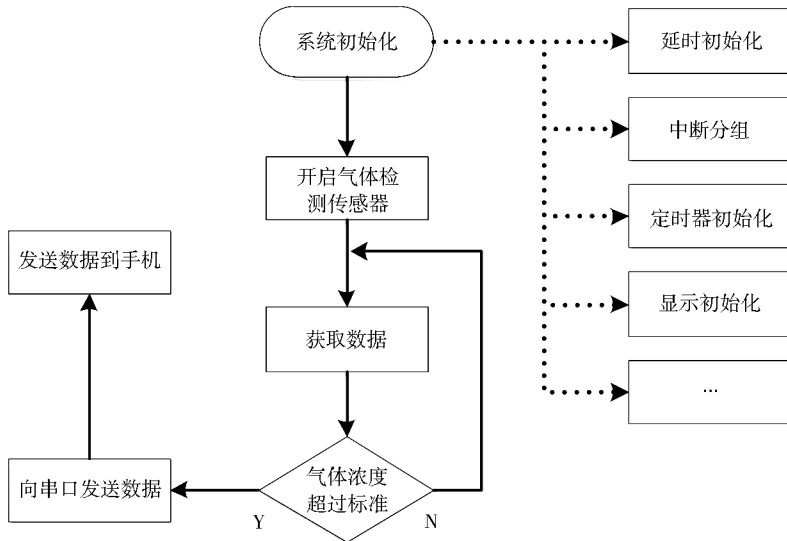 系统初始化
延时初始化
中断分组
开启气体检
测传感器
定时器初始化
发送数据到手机
显示初始化
获取数据
...
气体浓度
超过标准
向串口发送数据
Y
N